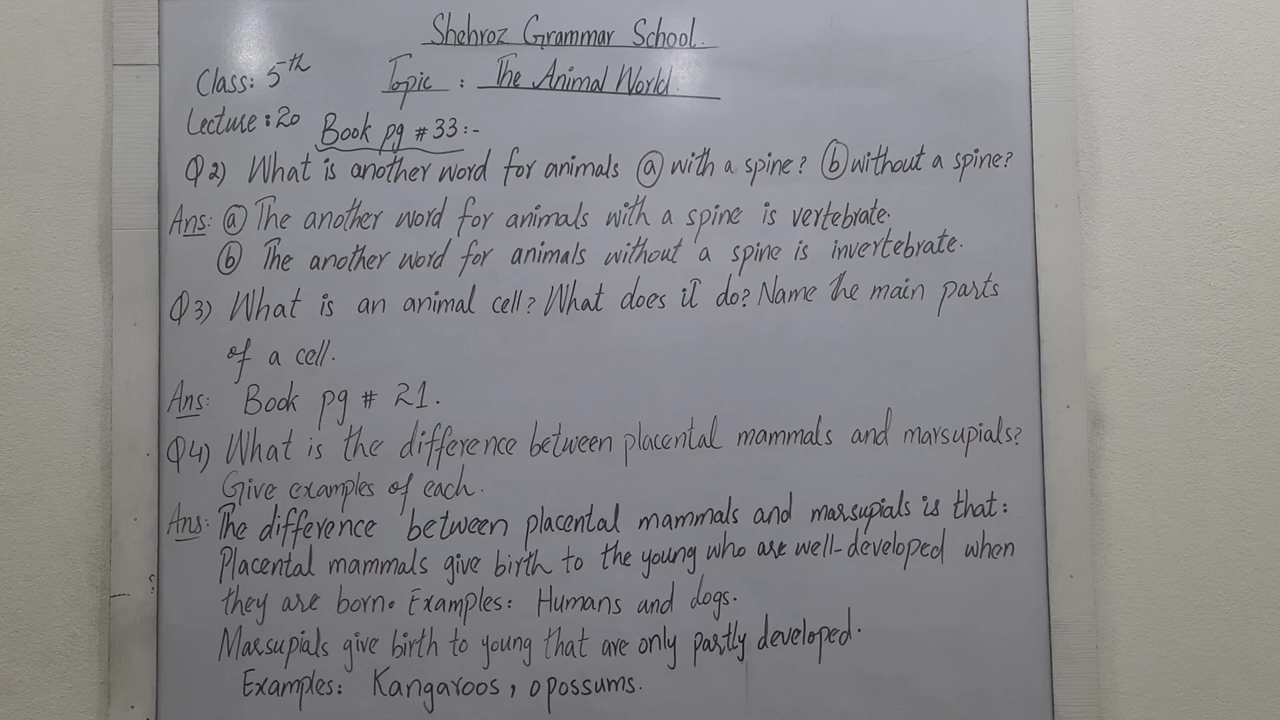 Shehroz Grammar School.
Class: 5th Topic : The Animal World.
Lecture: 20 Book pg # 33:-
Q2) What is another word for animals (a) with a spine? (b) without a spine?
Ans: (a) The another word for animals with a spine is vertebrate.
(b) The another word for animals without a spine is invertebrate.
Q3) What is an animal cell? What does it do? Name the main parts
of a cell.
Ans: Book pg # 21.
Q4) What is the difference between placental mammals and marsupials?
Give examples of each.
Ans: The difference between placental mammals and marsupials is that:
Placental mammals give birth to the young who are well-developed when
they are born. Examples: Humans and dogs.
Marsupials give birth to young that are only partly developed.
Examples: Kangaroos, opossums.